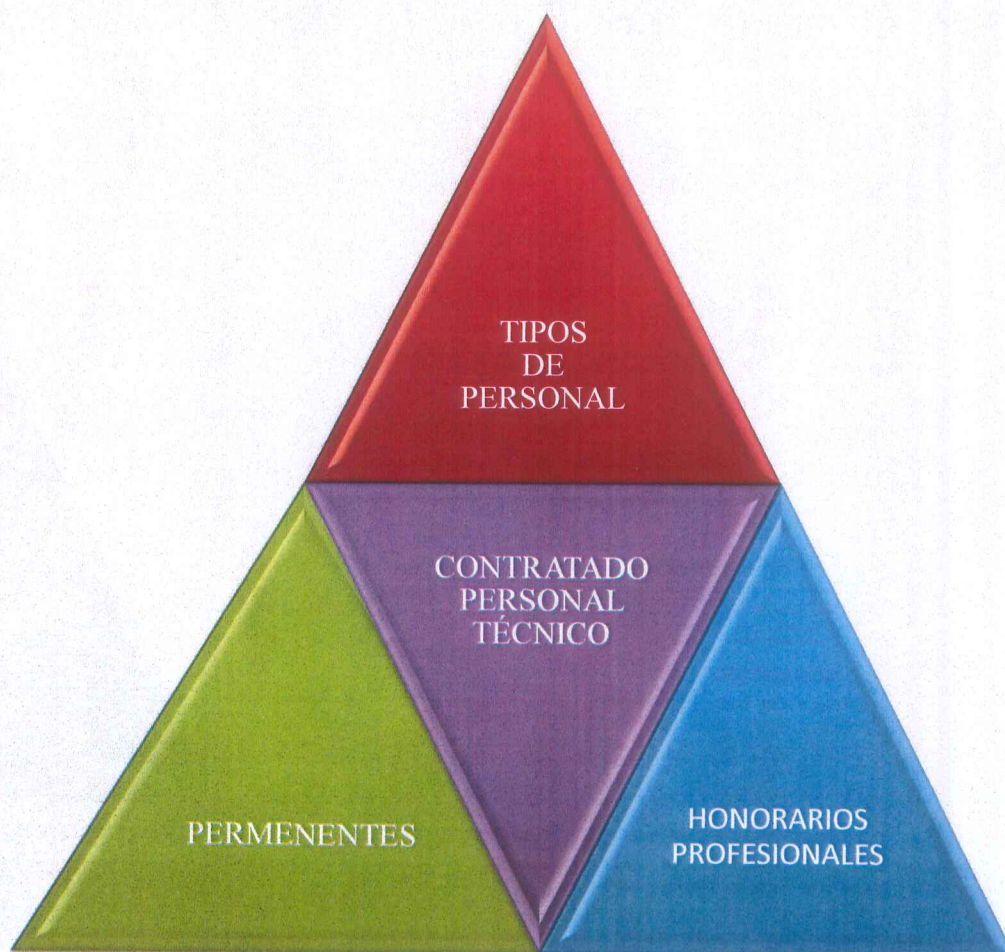 TIPOS
DE
PERSONAL
CONTRATADO
PERSONAL
TÉCNICO
PERMENENTES
HONORARIOS
PROFESIONALES